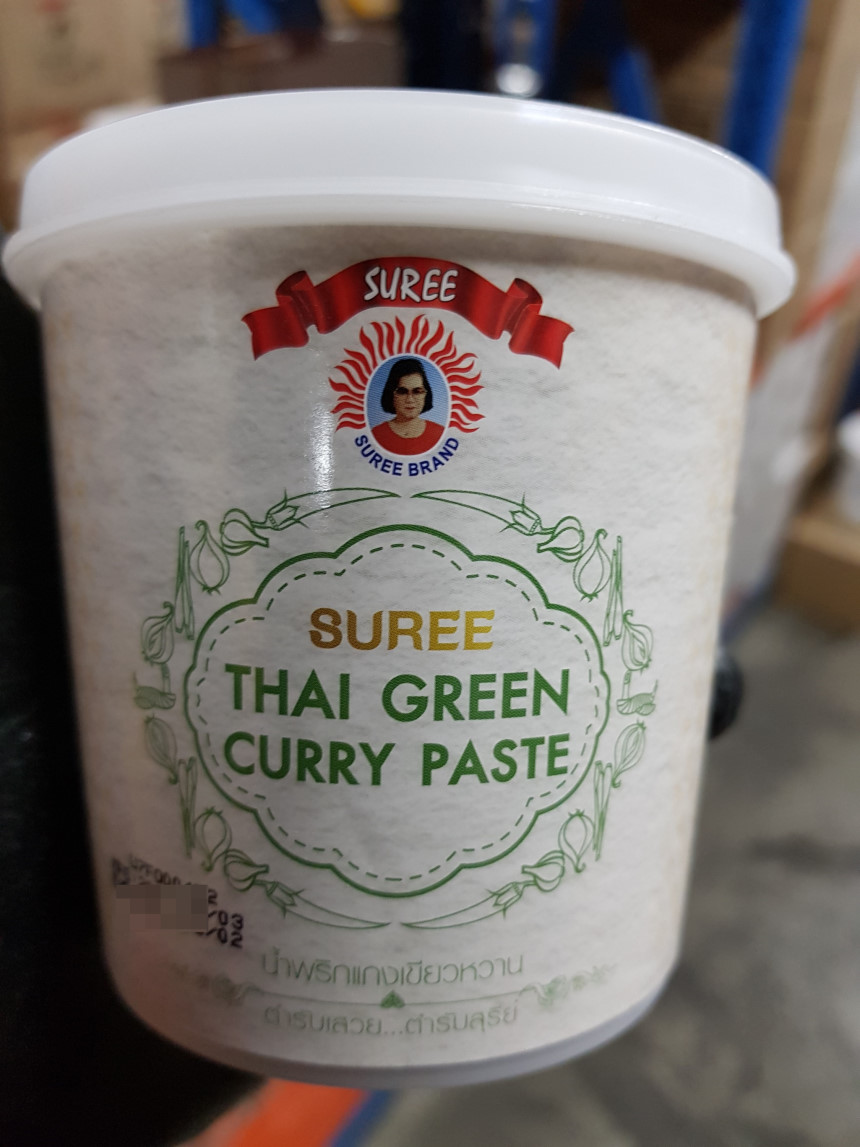 SUREE
SUREE BRAND
SUREE
THAI GREEN
CURRY PASTE
น้ำพริกแกงเขียวหวาน
ตำรับเสวย...ตำรับสุรีย์